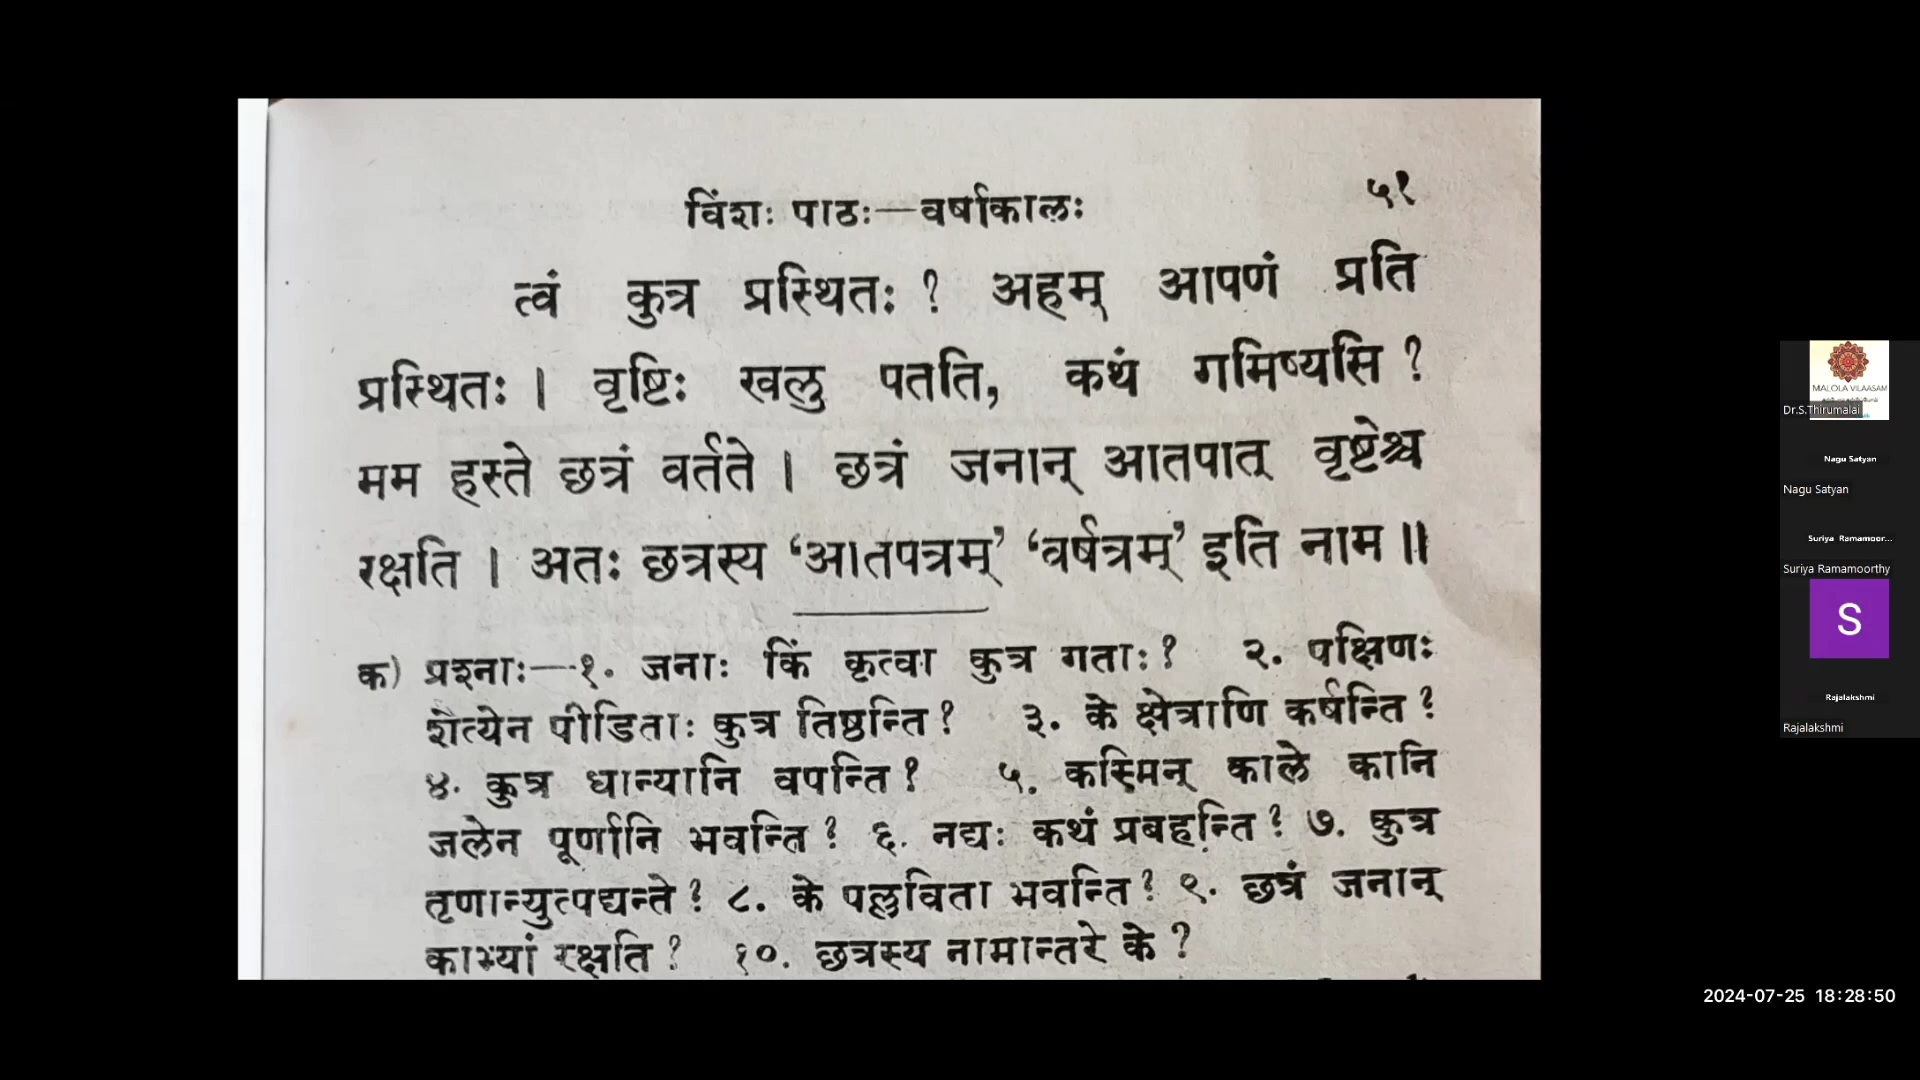 विंशः पाठः—वर्षाकालः
५१
त्वं कुत्र प्रस्थितः ? अहम् आपणं प्रति
प्रस्थितः । वृष्टिः खलु पतति, कथं गमिष्यसि ?
मम हस्ते छत्रं वर्तते । छत्रं जनान् आतपात् वृष्टेश्च
रक्षति । अतः छत्रस्य ‘आतपत्रम्’ ‘वर्षत्रम्’ इति नाम ॥
क) प्रश्नाः—१. जनाः किं कृत्वा कुत्र गताः ? २. पक्षिणः
शैत्येन पीडिताः कुत्र तिष्ठन्ति ? ३. के क्षेत्राणि कर्षन्ति ?
४. कुत्र धान्यानि वपन्ति ? ५. कस्मिन् काले कानि
जलेन पूर्णानि भवन्ति ? ६. नद्यः कथं प्रवहन्ति ? ७. कुत्र
तृणान्युत्पद्यन्ते ? ८. के पल्लविता भवन्ति ? ९. छत्रं जनान्
काभ्यां रक्षति ? १०. छत्रस्य नामान्तरे के ?
MALOLA VILAASAM
Dr.S.Thirumalai
Nagu Satyan
Nagu Satyan
Suriya Ramamoor...
Suriya Ramamoorthy
S
Rajalakshmi
Rajalakshmi
2024-07-25 18:28:50